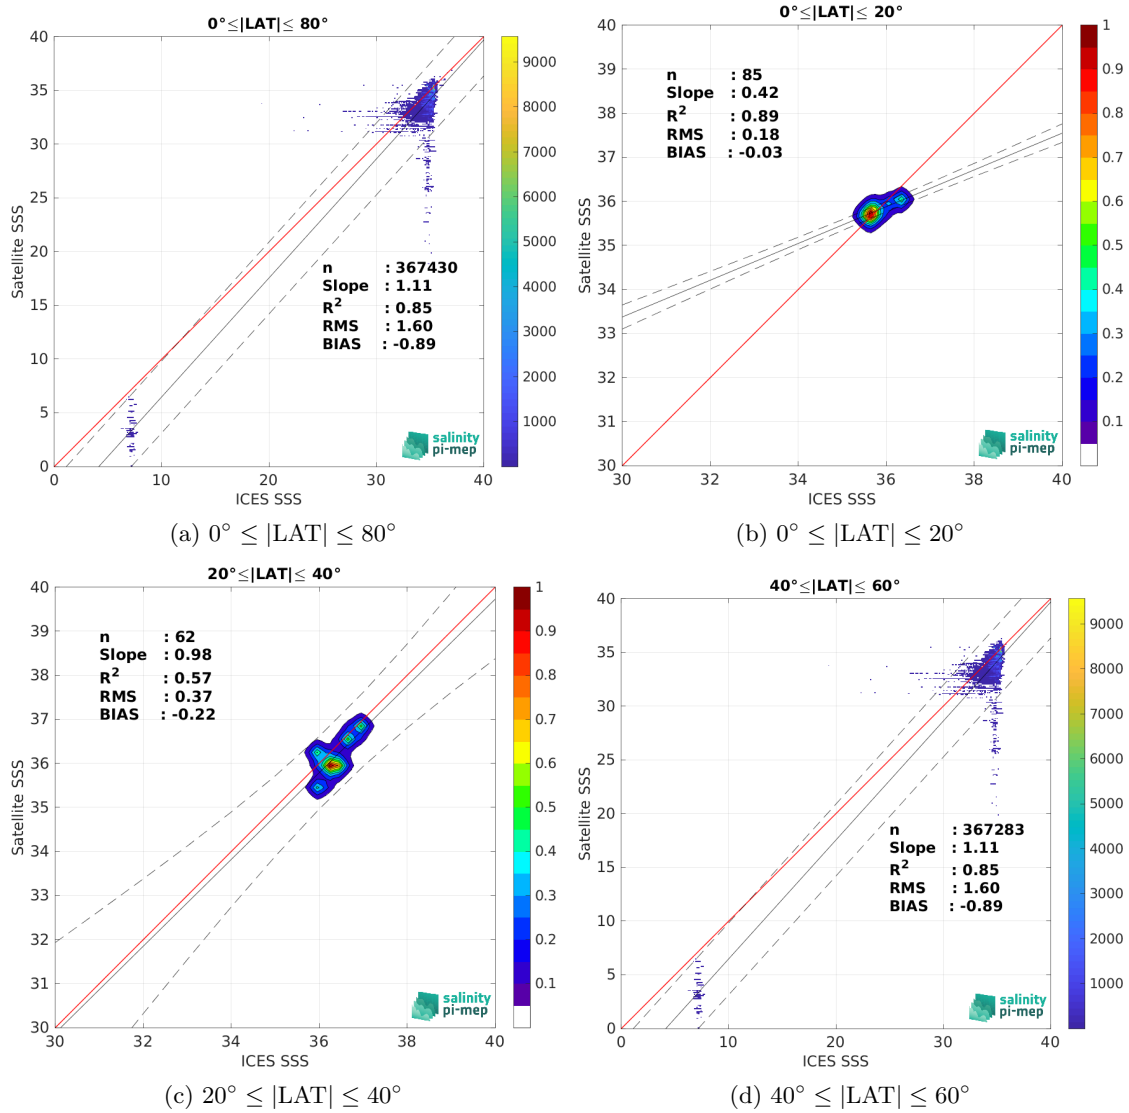 0°≤|LAT|≤ 80°
40
35
30
25
20
15
10
5
0
Satellite SSS
n : 367430
Slope : 1.11
R² : 0.85
RMS : 1.60
BIAS : -0.89
salinity
pi-mep
0 10 20 30 40
ICES SSS
9000
8000
7000
6000
5000
4000
3000
2000
1000
(a) 0° ≤ |LAT| ≤ 80°
0°≤|LAT|≤ 20°
40
39
38
37
36
35
34
33
32
31
30
Satellite SSS
n : 85
Slope : 0.42
R² : 0.89
RMS : 0.18
BIAS : -0.03
salinity
pi-mep
30 32 34 36 38 40
ICES SSS
1
0.9
0.8
0.7
0.6
0.5
0.4
0.3
0.2
0.1
(b) 0° ≤ |LAT| ≤ 20°
20°≤|LAT|≤ 40°
40
39
38
37
36
35
34
33
32
31
30
Satellite SSS
n : 62
Slope : 0.98
R² : 0.57
RMS : 0.37
BIAS : -0.22
salinity
pi-mep
30 32 34 36 38 40
ICES SSS
1
0.9
0.8
0.7
0.6
0.5
0.4
0.3
0.2
0.1
(c) 20° ≤ |LAT| ≤ 40°
40°≤|LAT|≤ 60°
40
35
30
25
20
15
10
5
0
Satellite SSS
n : 367283
Slope : 1.11
R² : 0.85
RMS : 1.60
BIAS : -0.89
salinity
pi-mep
0 10 20 30 40
ICES SSS
9000
8000
7000
6000
5000
4000
3000
2000
1000
(d) 40° ≤ |LAT| ≤ 60°